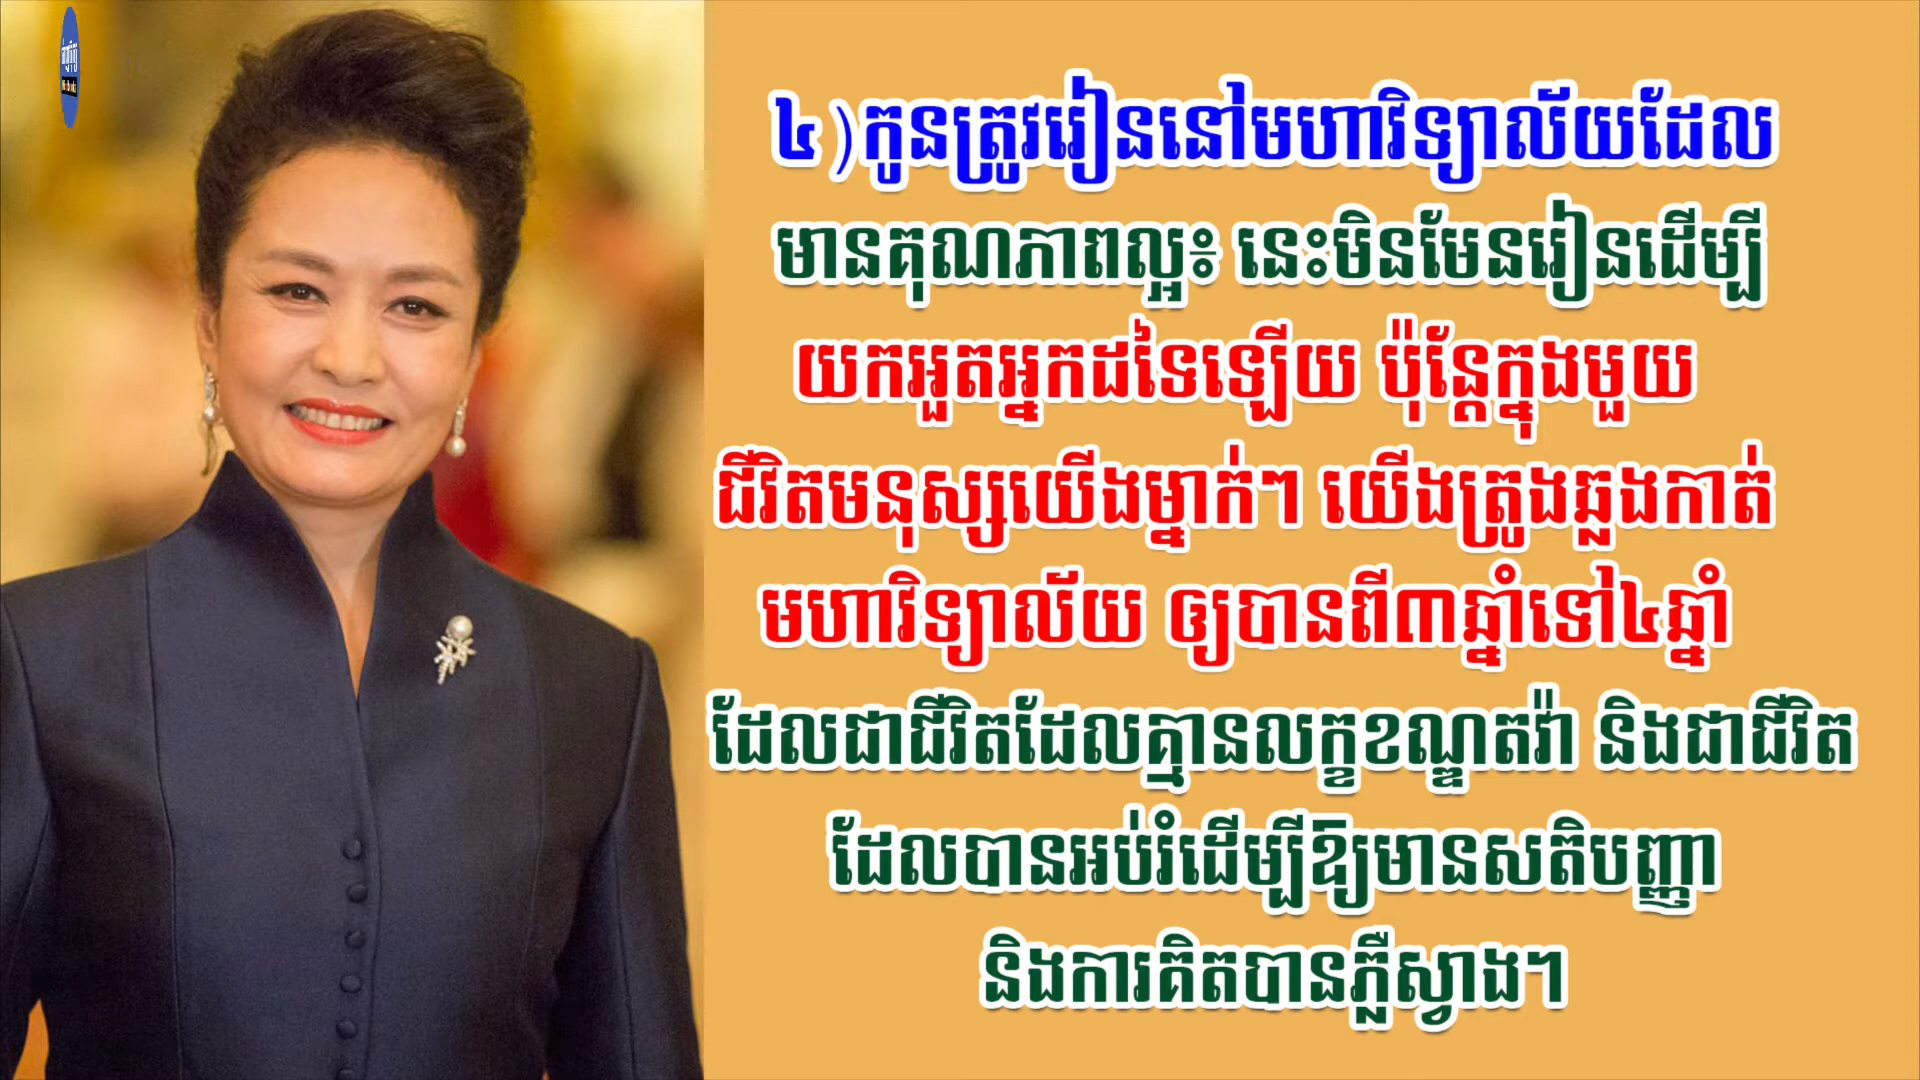 ៤)កូនត្រូវរៀននៅមហាវិទ្យាល័យដែល
មានគុណភាពល្អ៖ នេះមិនមែនរៀនដើម្បី
យកអួតអ្នកដទៃឡើយ ប៉ុន្តែក្នុងមួយ
ជីវិតមនុស្សយើងម្នាក់ៗ យើងត្រូងឆ្លងកាត់
មហាវិទ្យាល័យ ឲ្យបានពី៣ឆ្នាំទៅ៤ឆ្នាំ
ដែលជាជីវិតដែលគ្មានលក្ខខណ្ឌតវ៉ា និងជាជីវិត
ដែលបានអប់រំដើម្បីឱ្យមានសតិបញ្ញា
និងការគិតបានភ្លឺស្វាង។